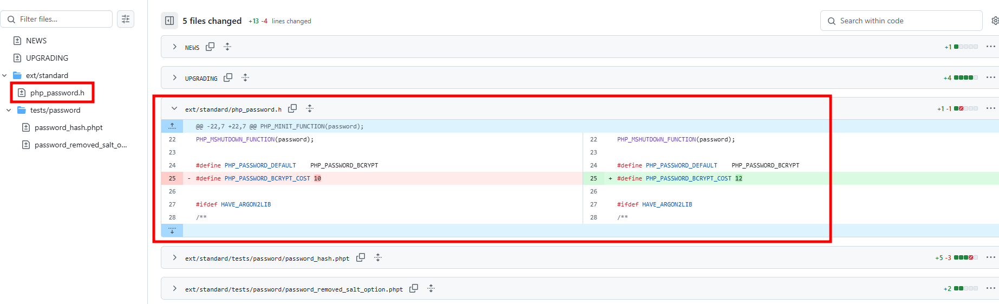 Filter files...
NEWS
UPGRADING
ext/standard
php_password.h
tests/password
password_hash.phpt
password_removed_salt_o...
5 files changed +13 -4 lines changed
Search within code
NEWS +1
UPGRADING +4
ext/standard/php_password.h +1 -1
@@ -22,7 +22,7 @@ PHP_MINIT_FUNCTION(password);
22 PHP_MSHUTDOWN_FUNCTION(password); 22 PHP_MSHUTDOWN_FUNCTION(password);
23 23
24 #define PHP_PASSWORD_DEFAULT PHP_PASSWORD_BCRYPT 24 #define PHP_PASSWORD_DEFAULT PHP_PASSWORD_BCRYPT
25 - #define PHP_PASSWORD_BCRYPT_COST 10 25 + #define PHP_PASSWORD_BCRYPT_COST 12
26 26
27 #ifdef HAVE_ARGON2LIB 27 #ifdef HAVE_ARGON2LIB
28 /** 28 /**
ext/standard/tests/password/password_hash.phpt +5 -3
ext/standard/tests/password/password_removed_salt_option.phpt +2